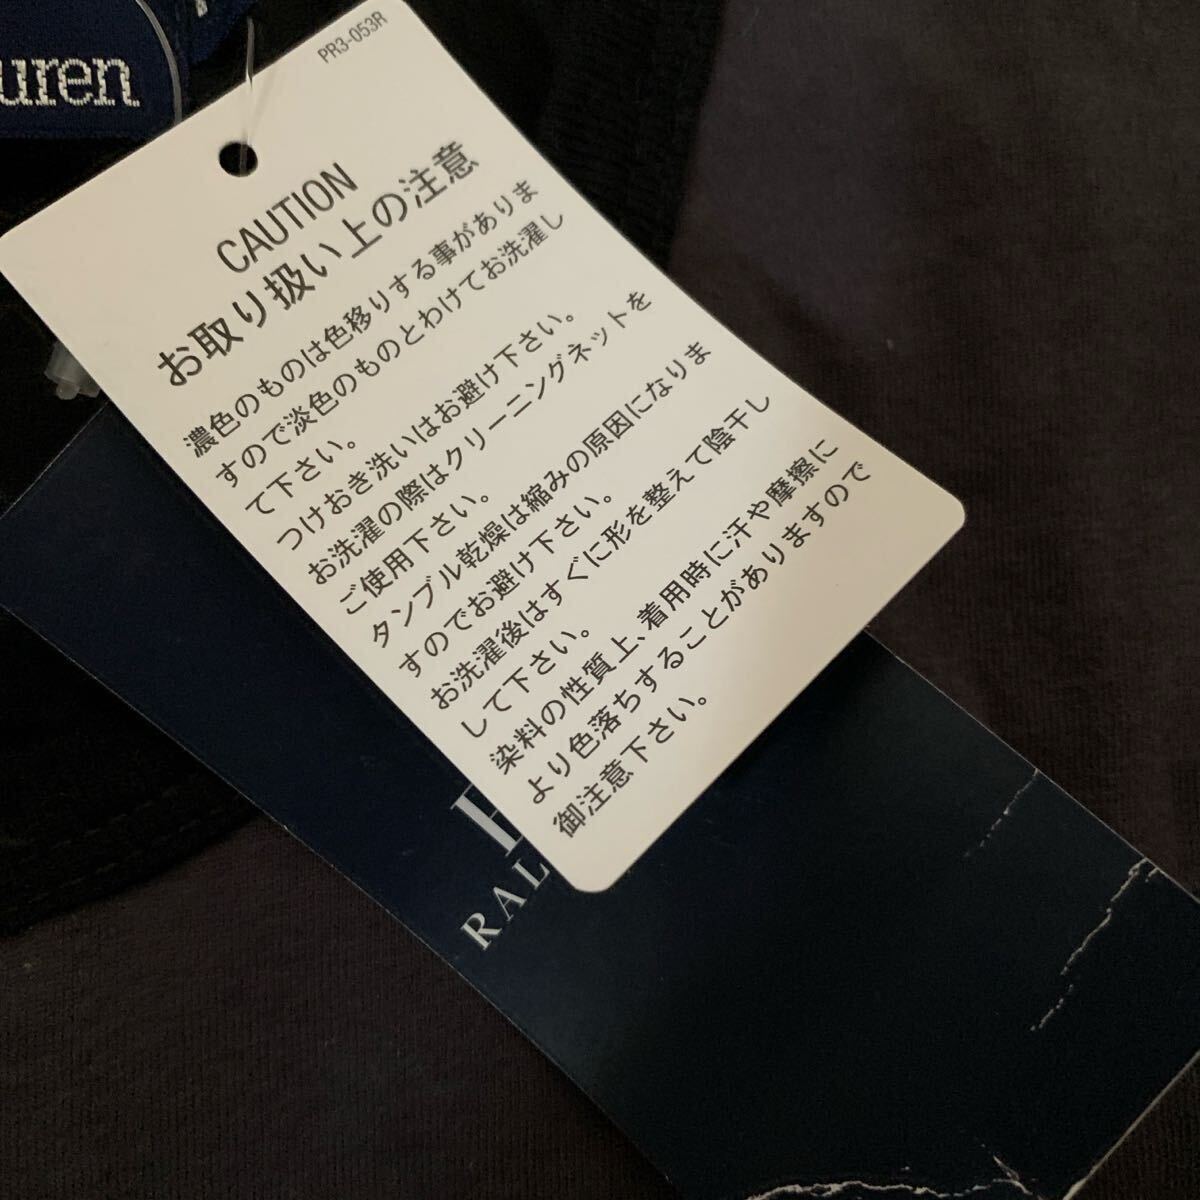 uren
PR3-053R
CAUTION
お取り扱い上の注意
濃色のものは色移りする事がありま
すので淡色のものとわけてお洗濯し
て下さい。
つけおき洗いはお避け下さい。
お洗濯の際はクリーニングネットを
ご使用下さい。
タンブル乾燥は縮みの原因になりま
すのでお避け下さい。
お洗濯後はすぐに形を整えて陰干し
して下さい。
染料の性質上、着用時に汗や摩擦に
より色落ちすることがありますので
御注意下さい。
RAL